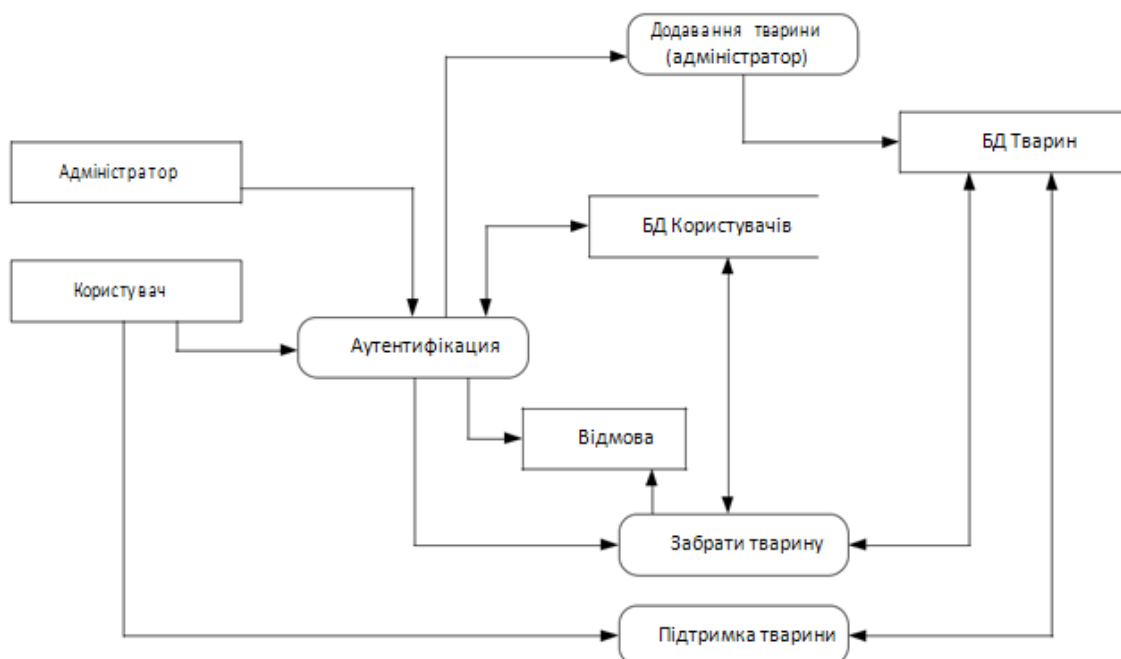 Додавання тварини
(адміністратор)
БД Тварин
Адміністратор
БД Користувачів
Користувач
Аутентифікация
Відмова
Забрати тварину
Підтримка тварини